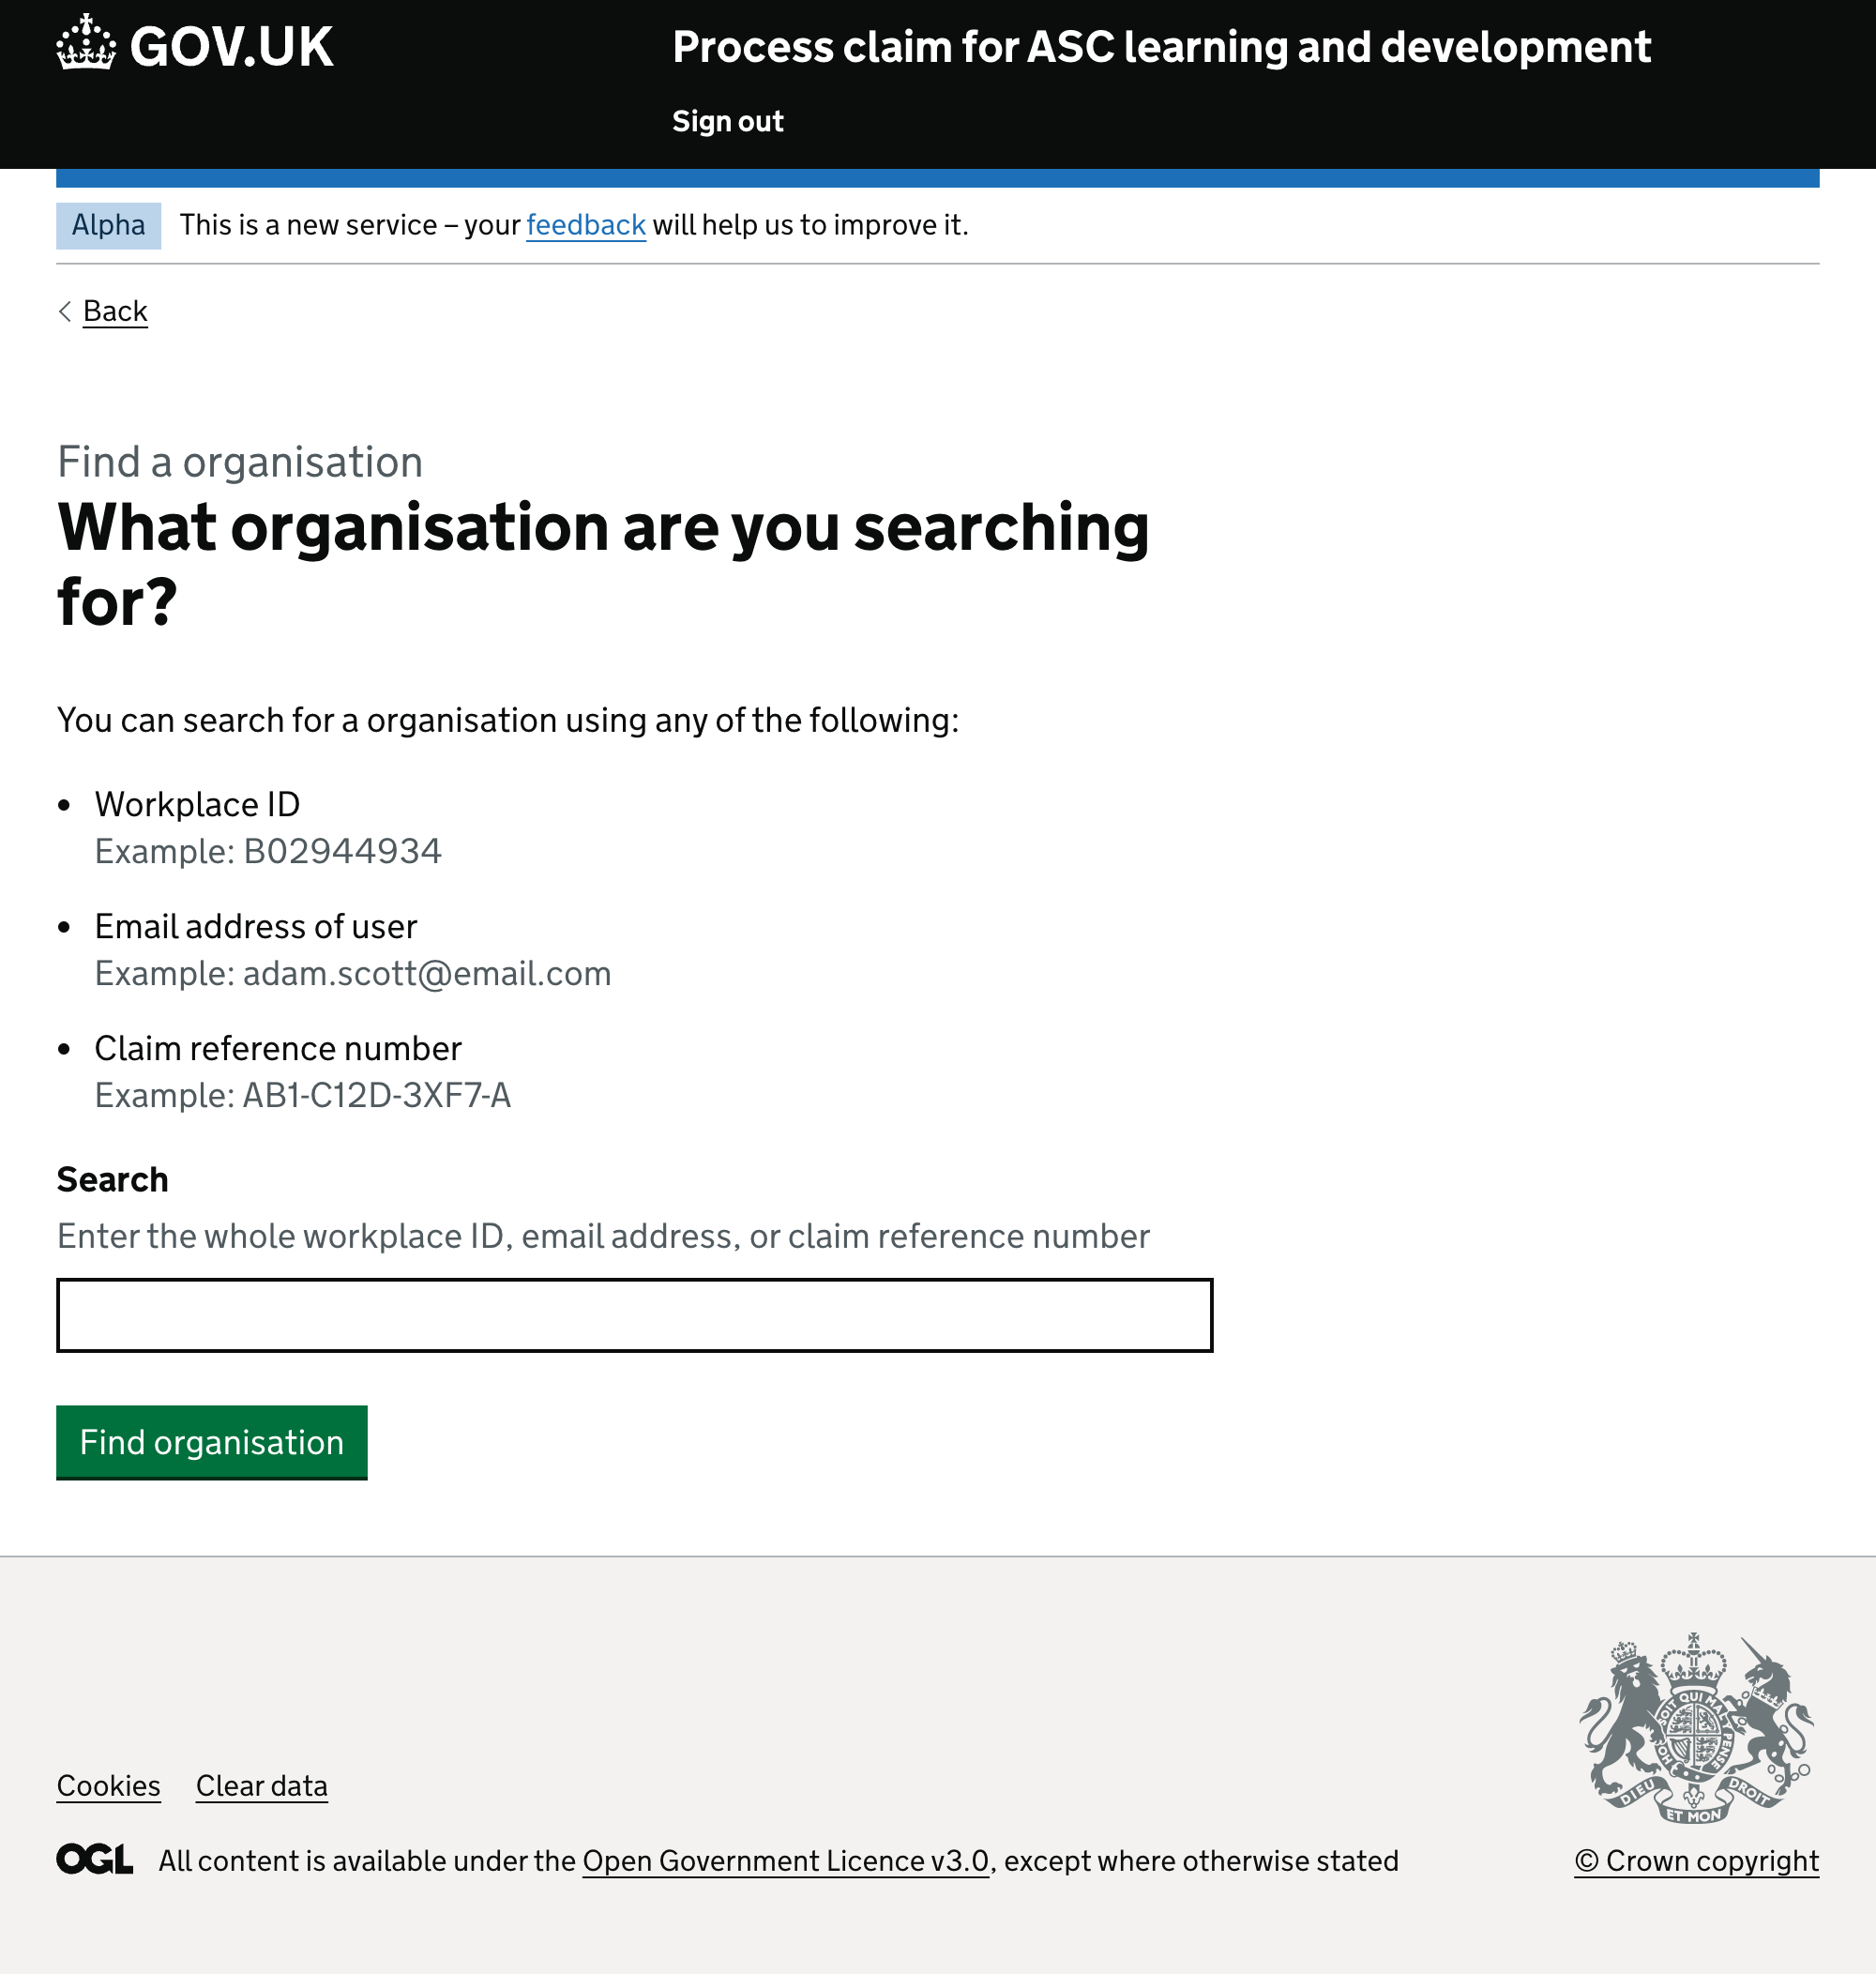 GOV.UK
Process claim for ASC learning and development
Sign out
Alpha
This is a new service – your feedback will help us to improve it.
Back
Find a organisation
What organisation are you searching
for?
You can search for a organisation using any of the following:
• Workplace ID
Example: B02944934
• Email address of user
Example: adam.scott@email.com
• Claim reference number
Example: AB1-C12D-3XF7-A
Search
Enter the whole workplace ID, email address, or claim reference number
Find organisation
Cookies
Clear data
DIEU ET MON DROIT
OGL
All content is available under the Open Government Licence v3.0, except where otherwise stated
© Crown copyright